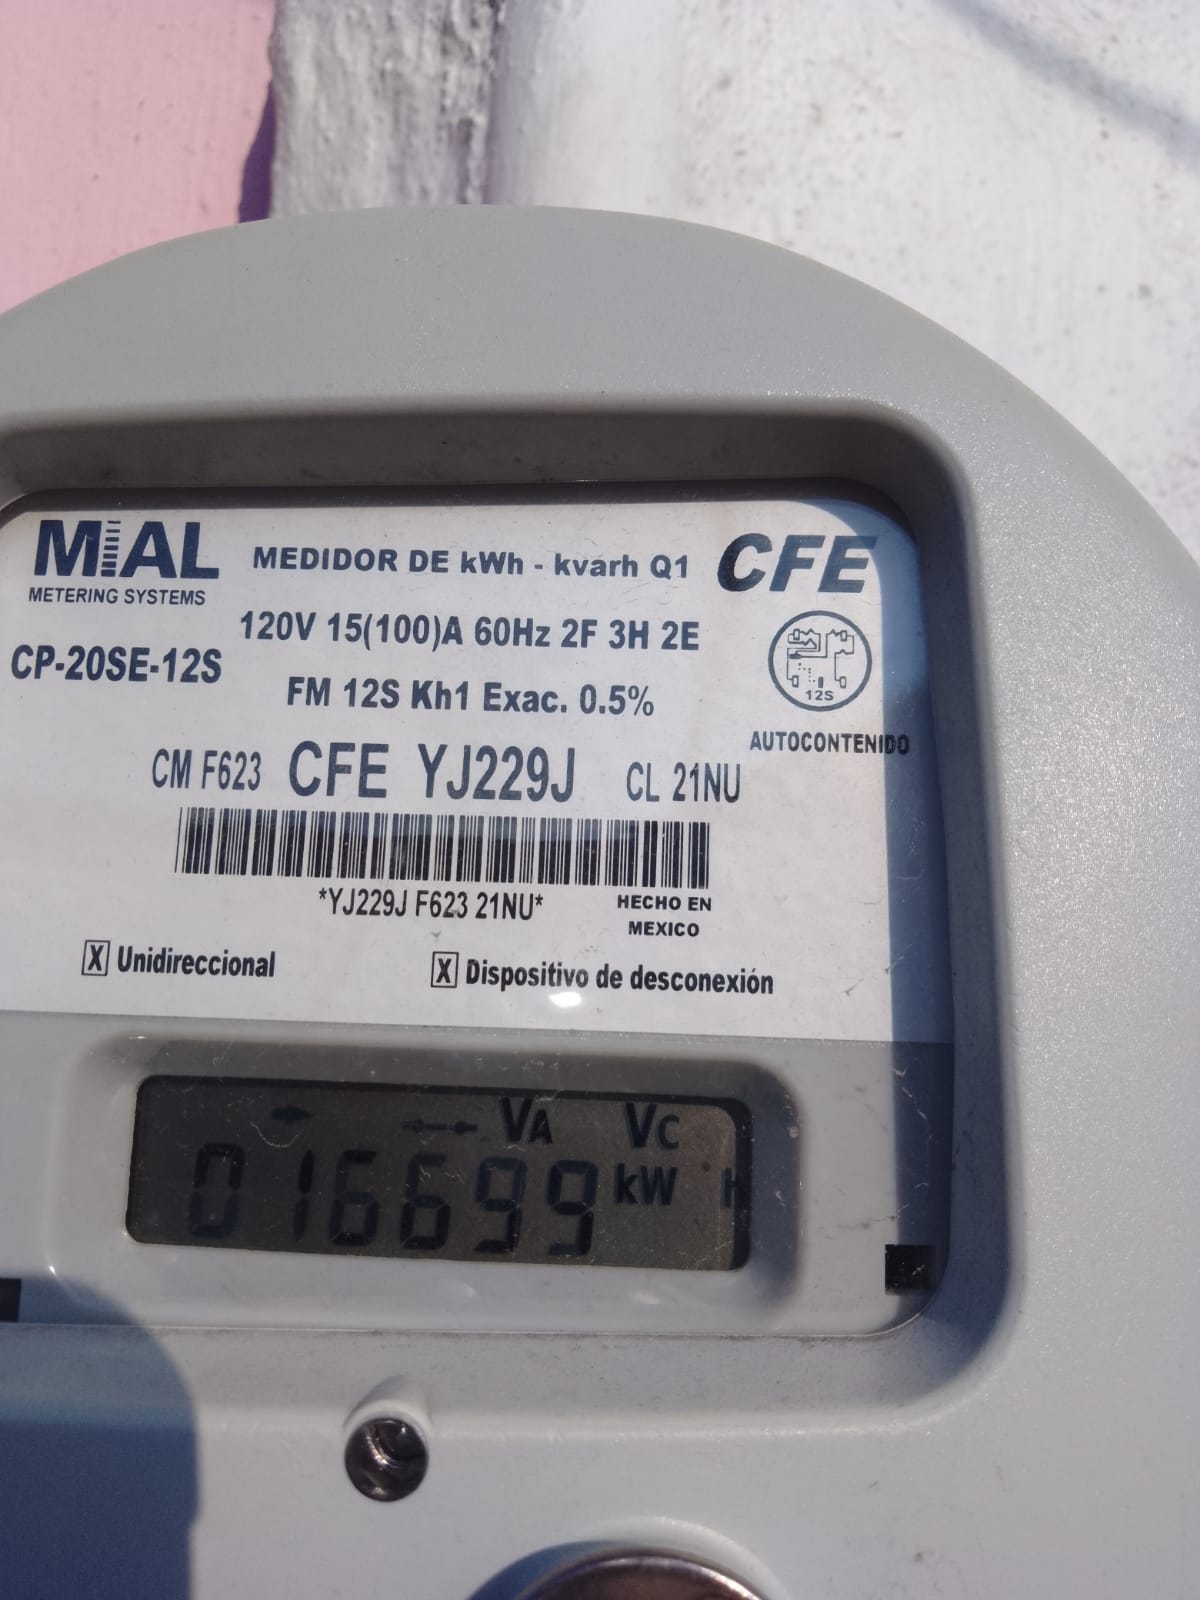 MIAL
METERING SYSTEMS
MEDIDOR DE kWh - kvarh Q1
CFE
120V 15(100)A 60Hz 2F 3H 2E
CP-20SE-12S
FM 12S Kh1 Exac. 0.5%
12S
AUTOCONTENIDO
CM F623 CFE YJ229J CL 21NU
*YJ229J F623 21NU*
HECHO EN
MEXICO
X Unidireccional
X Dispositivo de desconexión
VA VC
016699 kW h